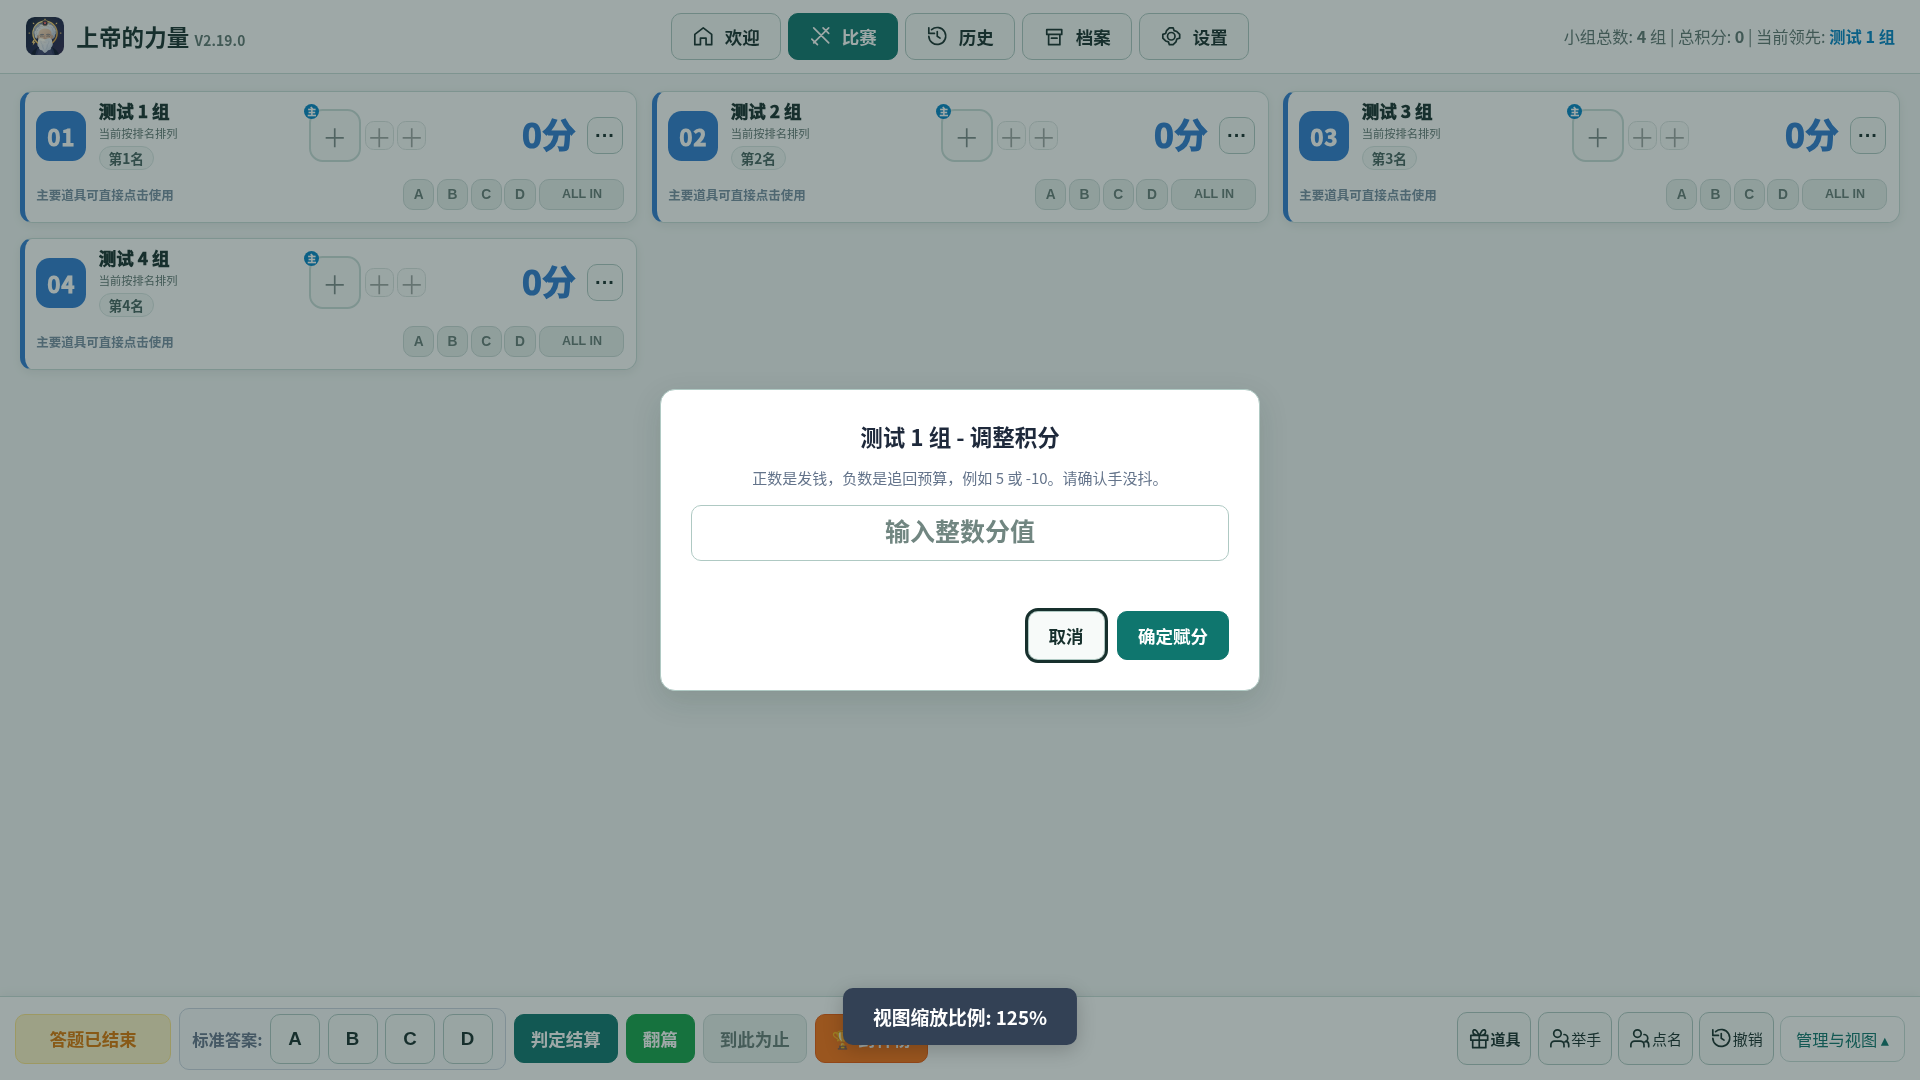 上帝的力量 V2.19.0
欢迎
比赛
历史
档案
设置
小组总数: 4 组 | 总积分: 0 | 当前领先: 测试 1 组
01
测试 1 组
当前按排名排列
第1名
主
0分
主要道具可直接点击使用
A B C D ALL IN
02
测试 2 组
当前按排名排列
第2名
主
0分
主要道具可直接点击使用
A B C D ALL IN
03
测试 3 组
当前按排名排列
第3名
主
0分
主要道具可直接点击使用
A B C D ALL IN
04
测试 4 组
当前按排名排列
第4名
主
0分
主要道具可直接点击使用
A B C D ALL IN
测试 1 组 - 调整积分
正数是发钱，负数是追回预算，例如 5 或 -10。请确认手没抖。
输入整数分值
取消
确定赋分
视图缩放比例: 125%
答题已结束
标准答案:
A B C D
判定结算
翻篇
到此为止
道具
举手
点名
撤销
管理与视图 ▴